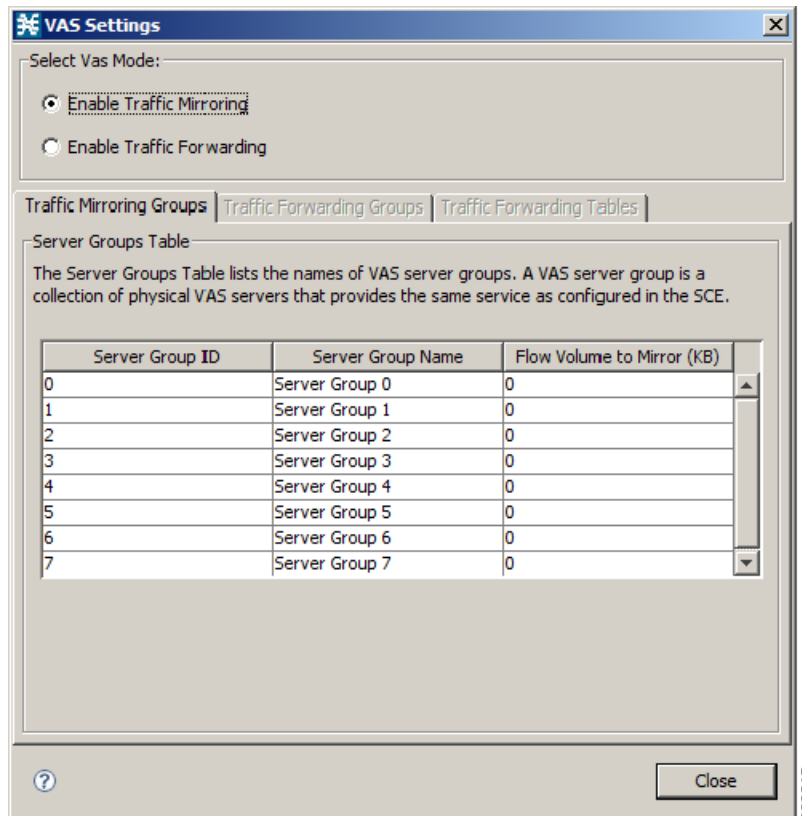 VAS Settings
Select Vas Mode:
Enable Traffic Mirroring
Enable Traffic Forwarding
Traffic Mirroring Groups Traffic Forwarding Groups Traffic Forwarding Tables
Server Groups Table
The Server Groups Table lists the names of VAS server groups. A VAS server group is a
collection of physical VAS servers that provides the same service as configured in the SCE.
Server Group ID Server Group Name Flow Volume to Mirror (KB)
0 Server Group 0 0
1 Server Group 1 0
2 Server Group 2 0
3 Server Group 3 0
4 Server Group 4 0
5 Server Group 5 0
6 Server Group 6 0
7 Server Group 7 0
? Close